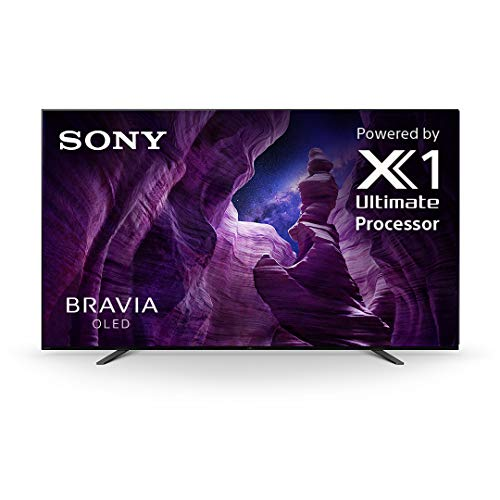 SONY
Powered by
X1
Ultimate
Processor
BRAVIA
OLED